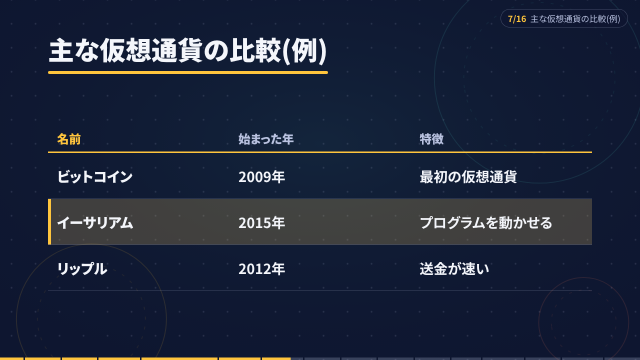 7/16 主な仮想通貨の比較(例)
主な仮想通貨の比較(例)
名前 始まった年 特徴
ビットコイン 2009年 最初の仮想通貨
イーサリアム 2015年 プログラムを動かせる
リップル 2012年 送金が速い